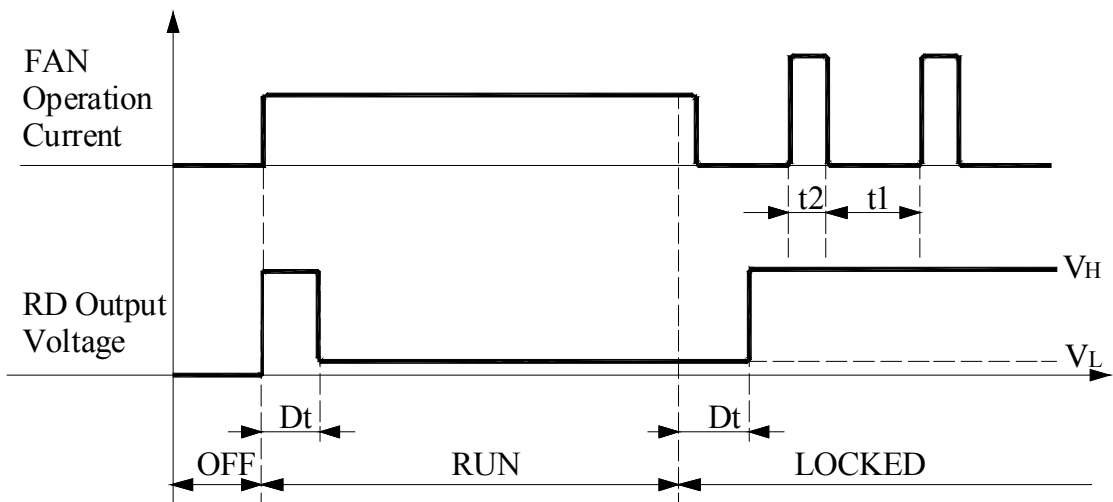 FAN
Operation
Current
t2
t1
VH
RD Output
Voltage
VL
Dt
Dt
OFF
RUN
LOCKED